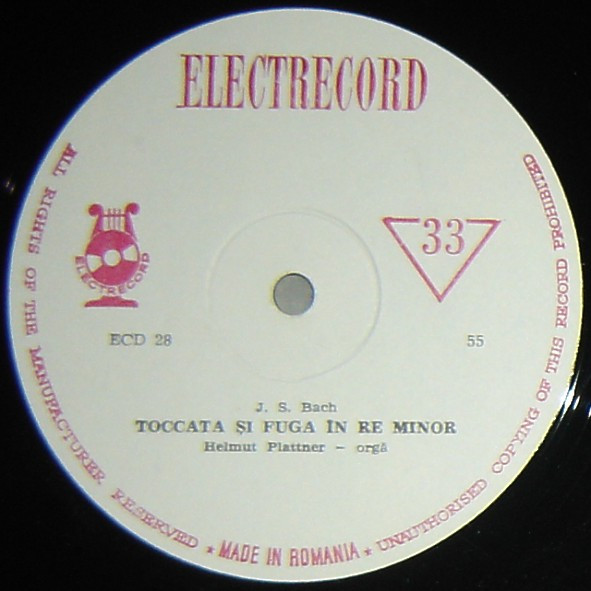 ELECTRECORD
ELECTRECORD
33
ECD 28
55
J. S. Bach
TOCCATA ȘI FUGA ÎN RE MINOR
Helmut Plattner – orgă
ALL RIGHTS OF THE MANUFACTURER RESERVED ★ MADE IN ROMANIA ★ UNAUTHORISED COPYING OF THIS RECORD PROHIBITED